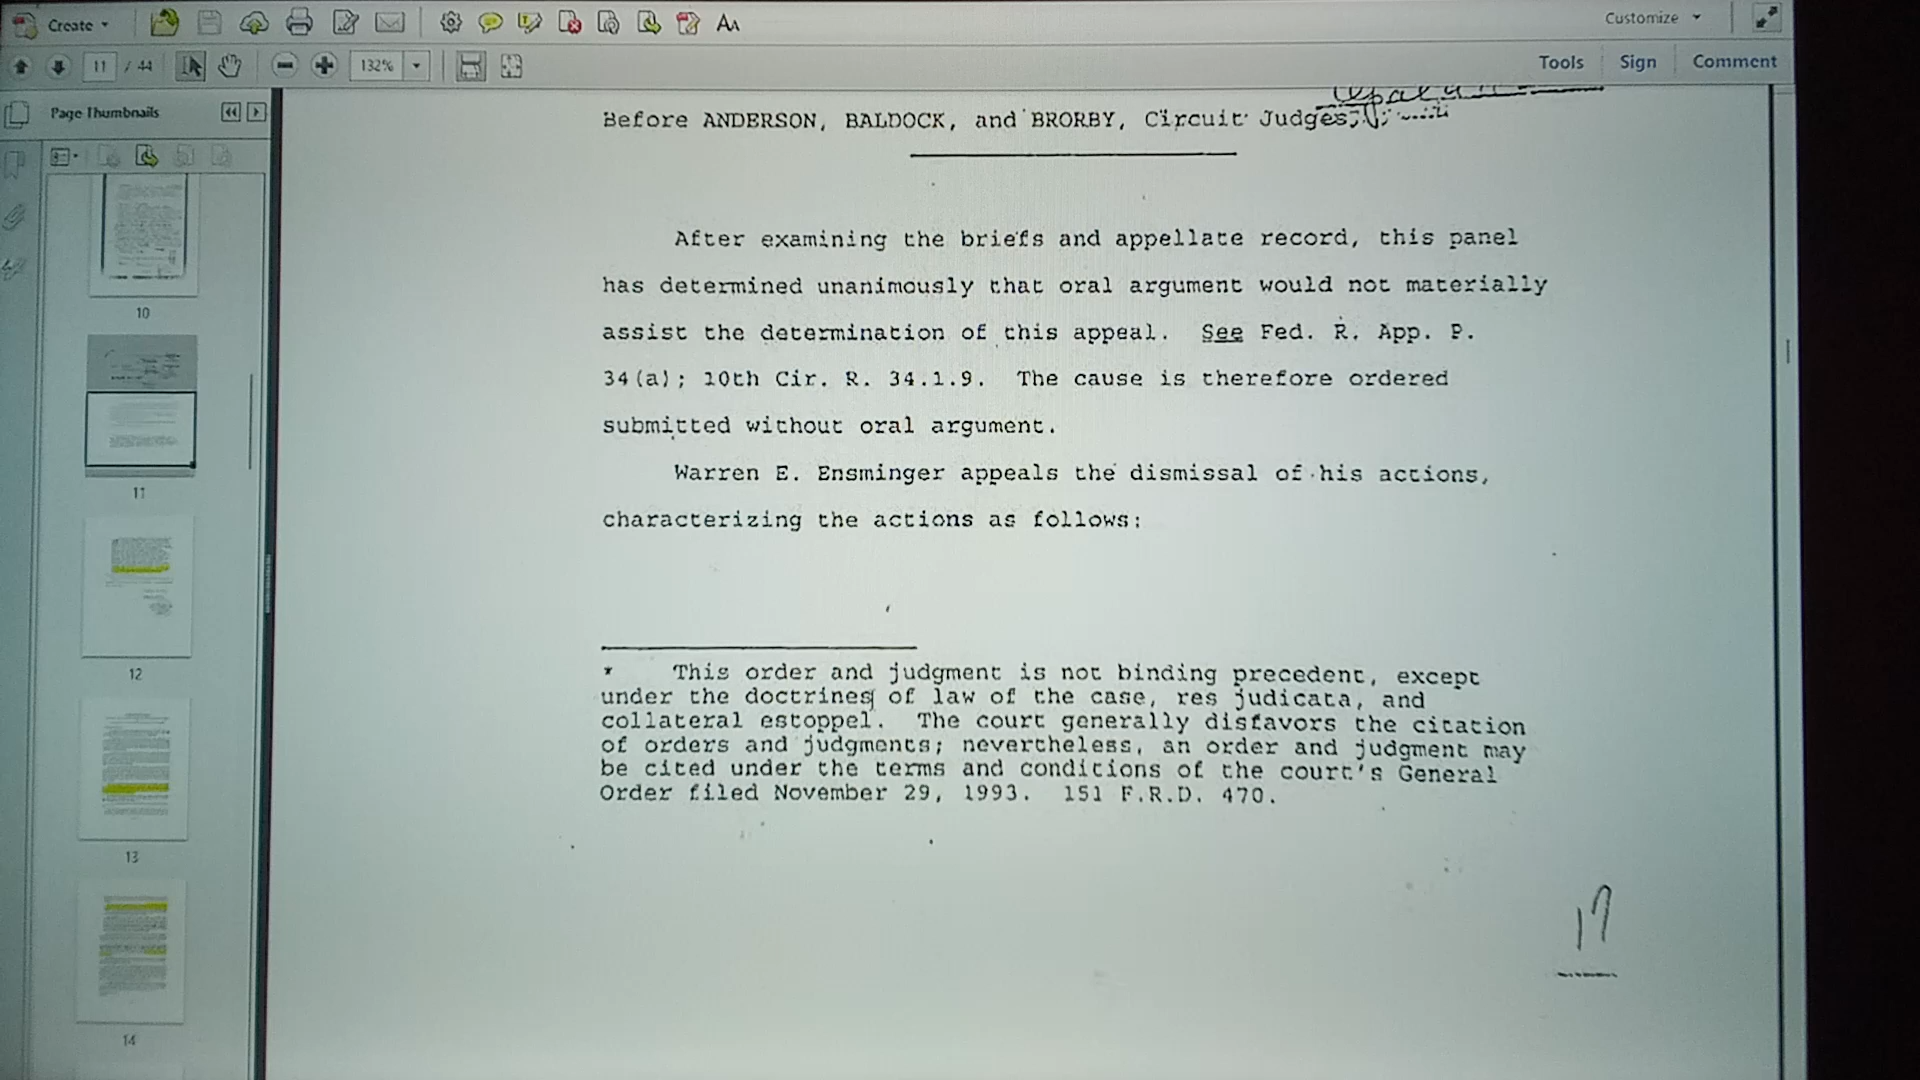 Create
Customize
11 / 44
132%
Tools
Sign
Comment
Page Thumbnails
10
11
12
13
14
Before ANDERSON, BALDOCK, and BRORBY, Circuit Judges.
After examining the briefs and appellate record, this panel
has determined unanimously that oral argument would not materially
assist the determination of this appeal. See Fed. R. App. P.
34(a); 10th Cir. R. 34.1.9. The cause is therefore ordered
submitted without oral argument.
Warren E. Ensminger appeals the dismissal of his actions,
characterizing the actions as follows:
* This order and judgment is not binding precedent, except
under the doctrines of law of the case, res judicata, and
collateral estoppel. The court generally disfavors the citation
of orders and judgments; nevertheless, an order and judgment may
be cited under the terms and conditions of the court's General
Order filed November 29, 1993. 151 F.R.D. 470.
17